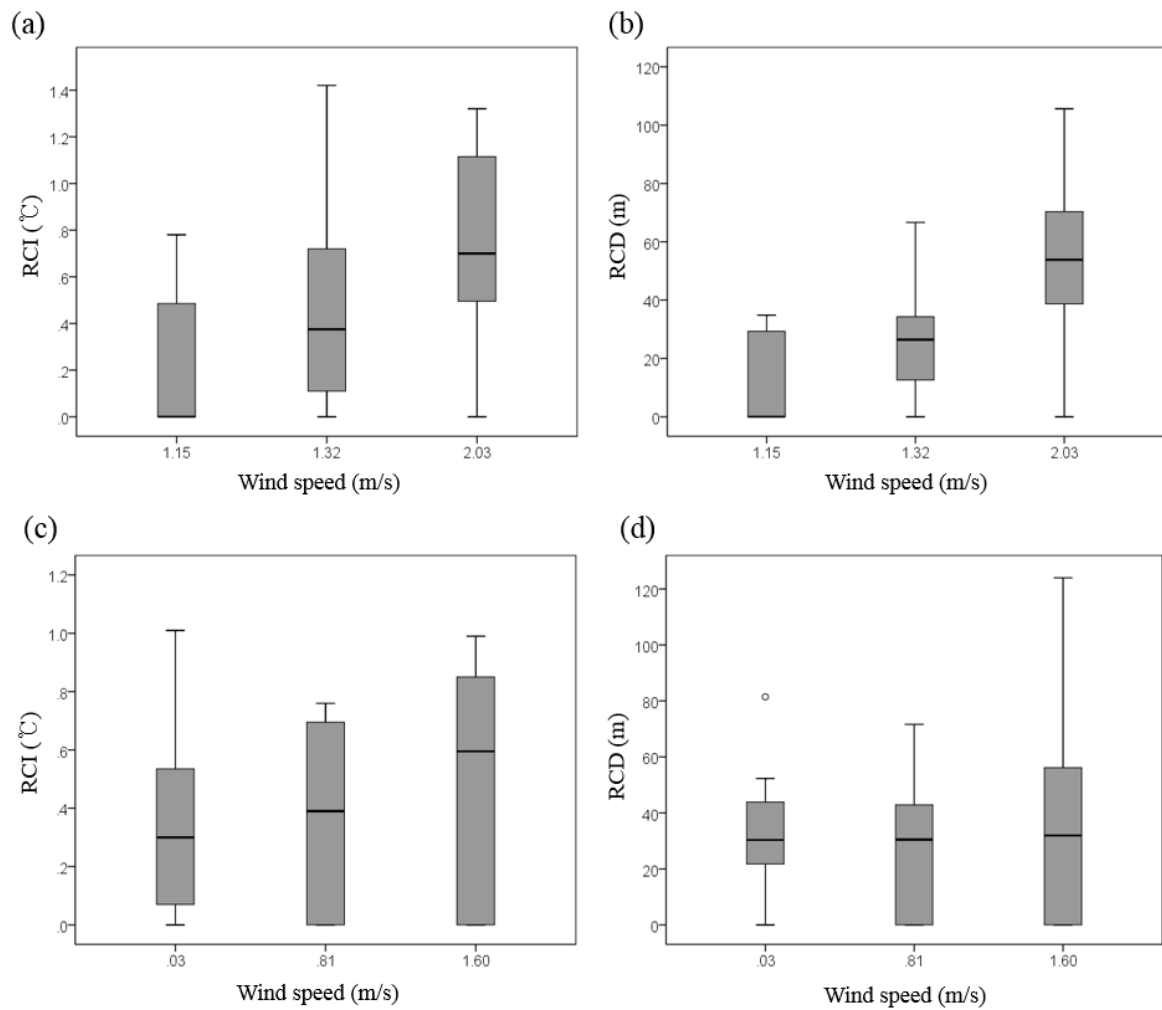 (a)
1.4
1.2
1.0
.8
.6
.4
.2
.0
RCI (℃)
1.15 1.32 2.03
Wind speed (m/s)
(b)
120
100
80
60
40
20
0
RCD (m)
1.15 1.32 2.03
Wind speed (m/s)
(c)
1.2
1.0
.8
.6
.4
.2
.0
RCI (℃)
.03 .81 1.60
Wind speed (m/s)
(d)
120
100
80
60
40
20
0
RCD (m)
.03 .81 1.60
Wind speed (m/s)